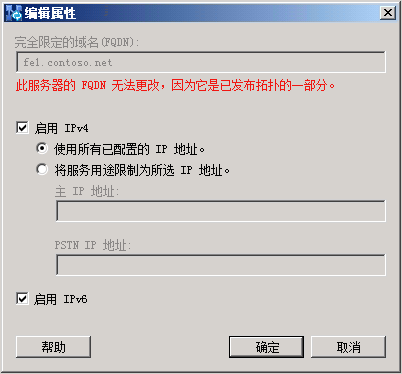 编辑属性
完全限定的域名(FQDN):
fe1.contoso.net
此服务器的 FQDN 无法更改，因为它是已发布拓扑的一部分。
启用 IPv4
使用所有已配置的 IP 地址。
将服务用途限制为所选 IP 地址。
主 IP 地址:
PSTN IP 地址:
启用 IPv6
帮助
确定
取消